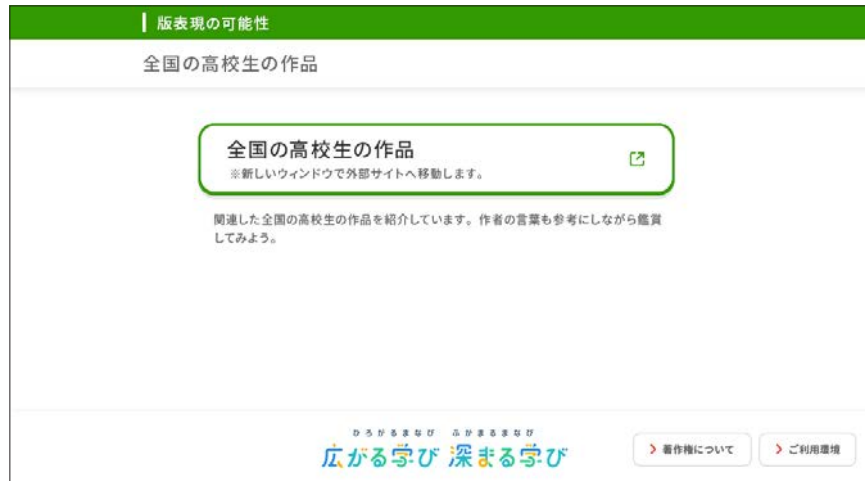 版表現の可能性
全国の高校生の作品
全国の高校生の作品
※新しいウィンドウで外部サイトへ移動します。
関連した全国の高校生の作品を紹介しています。作者の言葉も参考にしながら鑑賞
してみよう。
ひろがるまなび ふかまるまなび
広がる学び 深まる学び
著作権について
ご利用環境